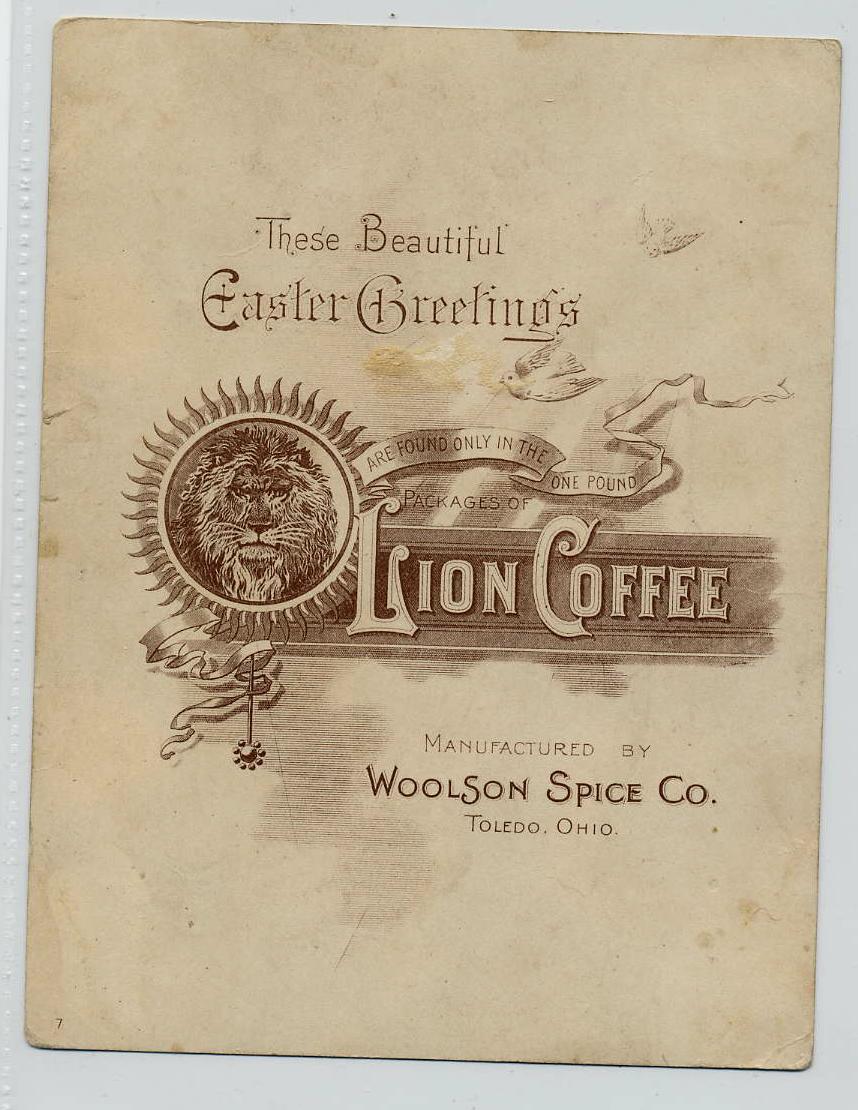 These Beautiful
Easter Greetings
ARE FOUND ONLY IN THE
ONE POUND
PACKAGES OF
LION COFFEE
MANUFACTURED BY
WOOLSON SPICE CO.
TOLEDO. OHIO.
7